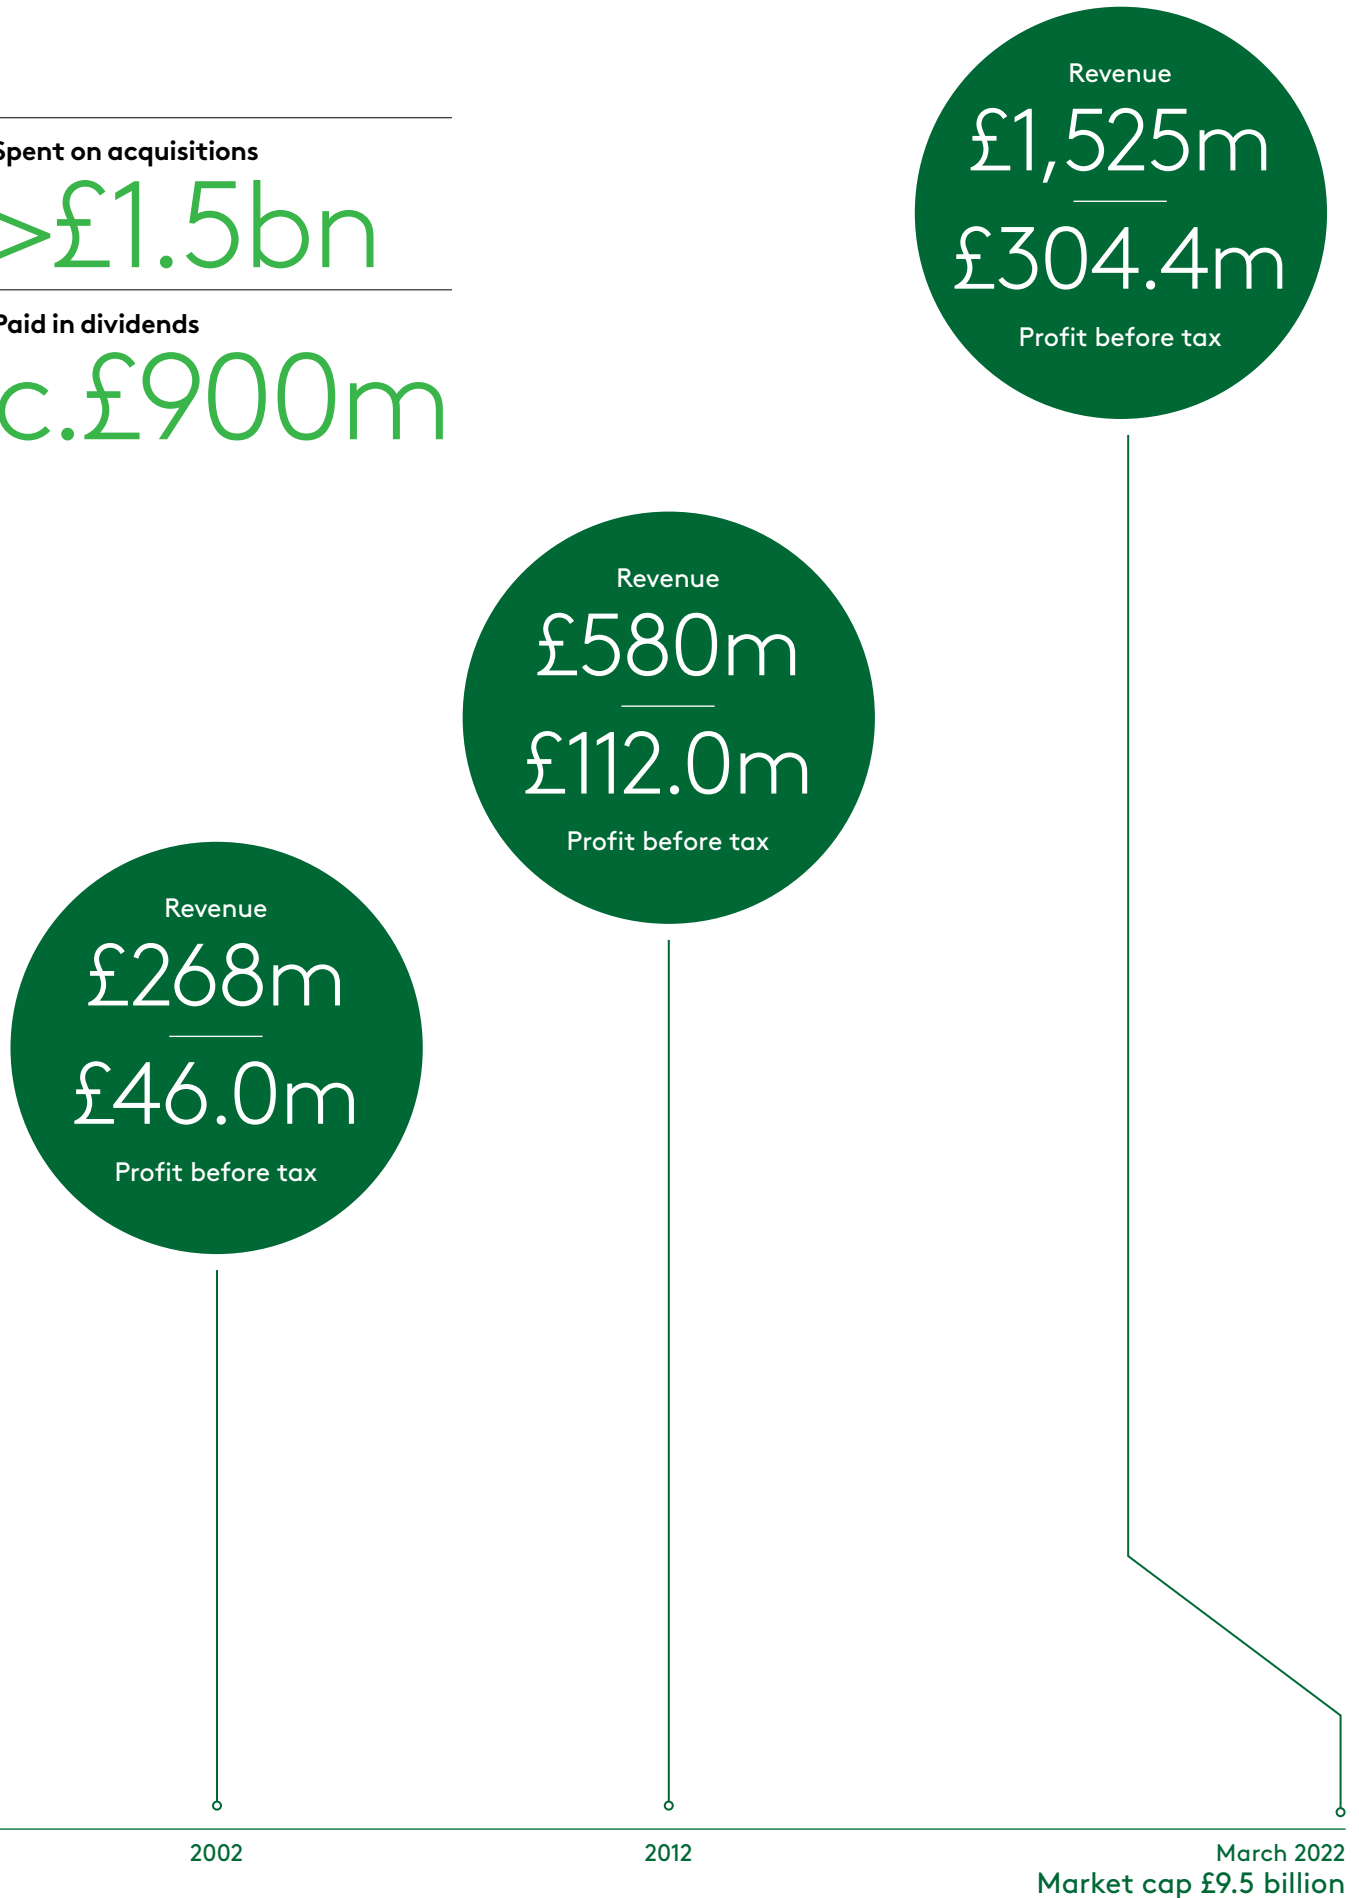 Spent on acquisitions
>£1.5bn
Paid in dividends
c.£900m
Revenue
£268m
£46.0m
Profit before tax
Revenue
£580m
£112.0m
Profit before tax
Revenue
£1,525m
£304.4m
Profit before tax
2002
2012
March 2022
Market cap £9.5 billion